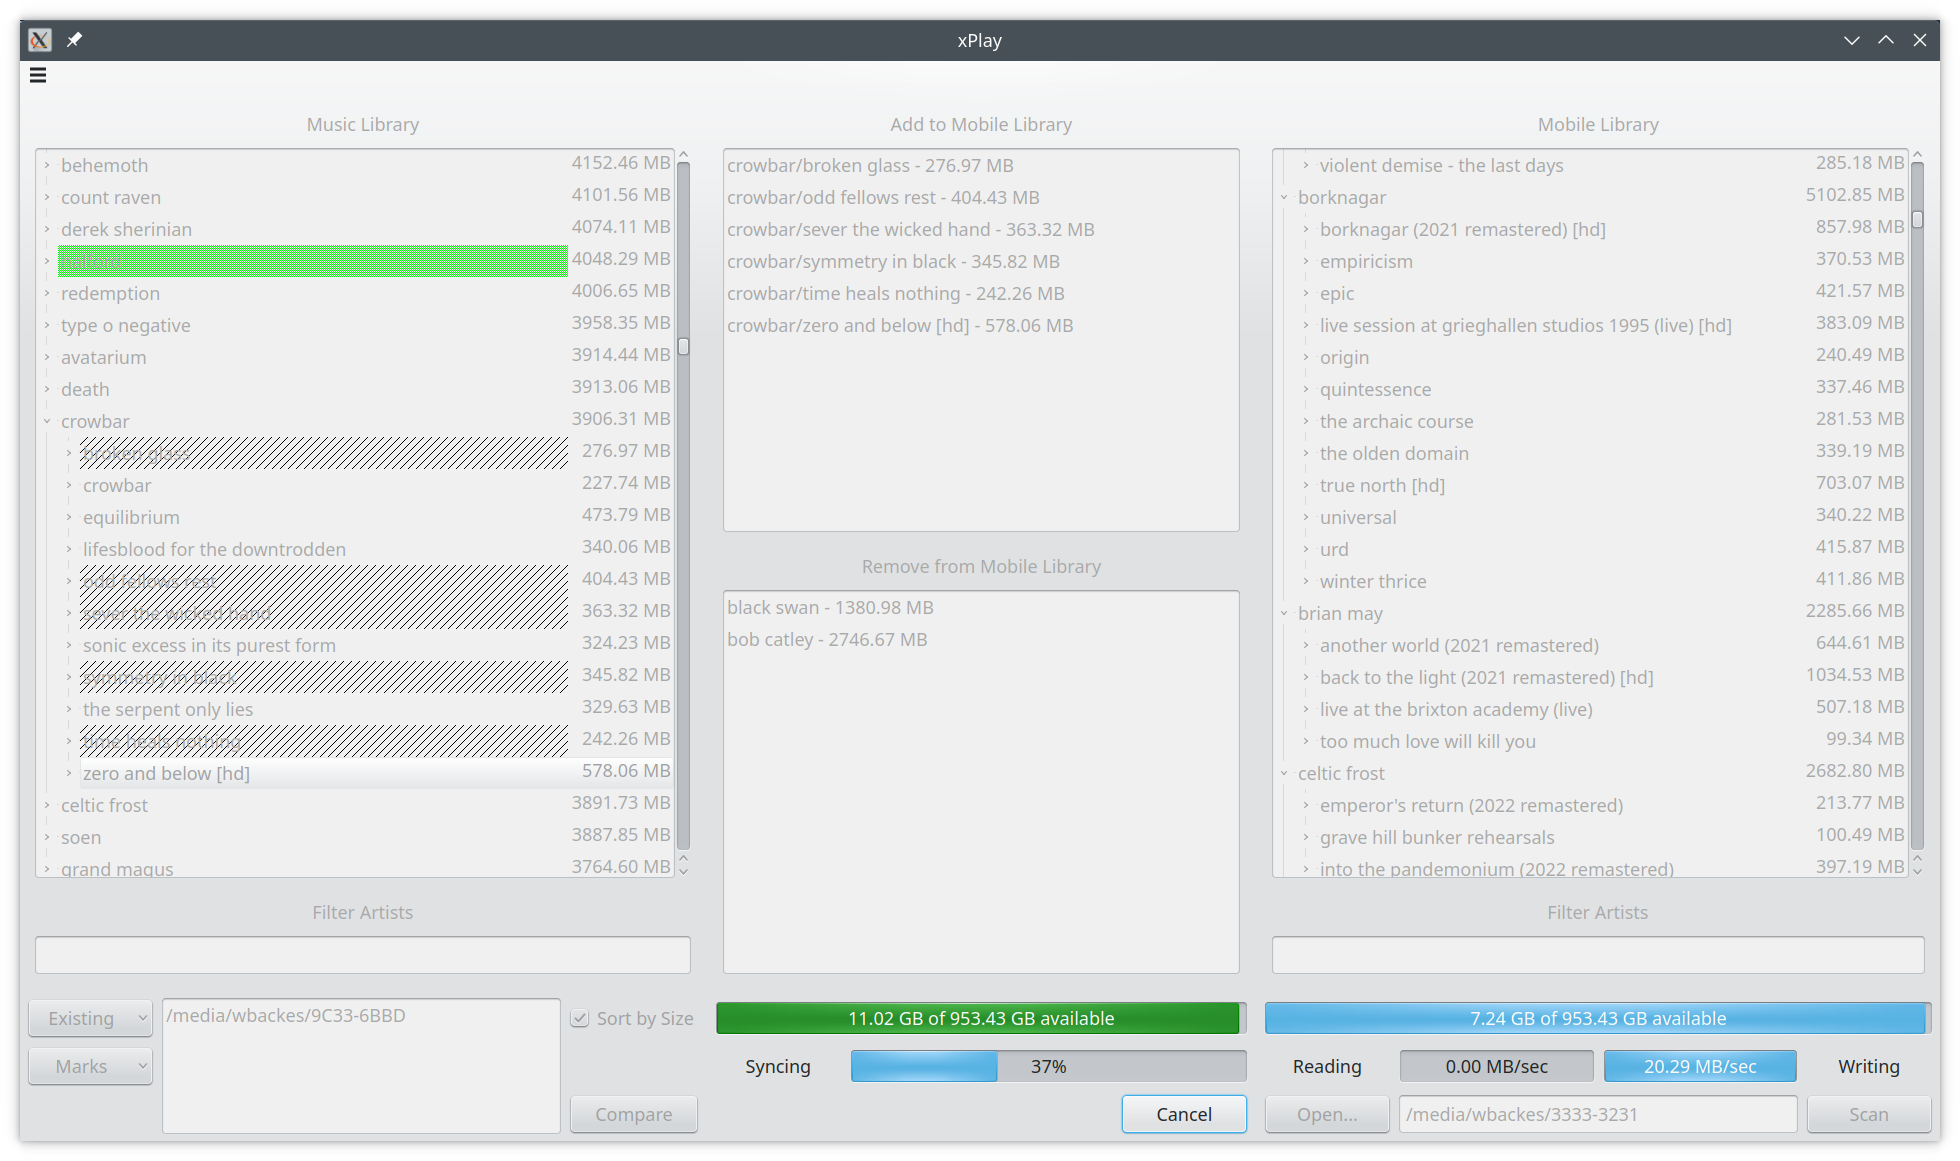 xPlay
Music Library
behemoth 4152.46 MB
count raven 4101.56 MB
derek sherinian 4074.11 MB
halford 4048.29 MB
redemption 4006.65 MB
type o negative 3958.35 MB
avatarium 3914.44 MB
death 3913.06 MB
crowbar 3906.31 MB
broken glass 276.97 MB
crowbar 227.74 MB
equilibrium 473.79 MB
lifesblood for the downtrodden 340.06 MB
odd fellows rest 404.43 MB
sever the wicked hand 363.32 MB
sonic excess in its purest form 324.23 MB
symmetry in black 345.82 MB
the serpent only lies 329.63 MB
time heals nothing 242.26 MB
zero and below [hd] 578.06 MB
celtic frost 3891.73 MB
soen 3887.85 MB
grand magus 3764.60 MB
Filter Artists
Existing
Marks
/media/wbackes/9C33-6BBD
Sort by Size
Compare
Add to Mobile Library
crowbar/broken glass - 276.97 MB
crowbar/odd fellows rest - 404.43 MB
crowbar/sever the wicked hand - 363.32 MB
crowbar/symmetry in black - 345.82 MB
crowbar/time heals nothing - 242.26 MB
crowbar/zero and below [hd] - 578.06 MB
Remove from Mobile Library
black swan - 1380.98 MB
bob catley - 2746.67 MB
11.02 GB of 953.43 GB available
Syncing 37%
Cancel
Mobile Library
violent demise - the last days 285.18 MB
borknagar 5102.85 MB
borknagar (2021 remastered) [hd] 857.98 MB
empiricism 370.53 MB
epic 421.57 MB
live session at grieghallen studios 1995 (live) [hd] 383.09 MB
origin 240.49 MB
quintessence 337.46 MB
the archaic course 281.53 MB
the olden domain 339.19 MB
true north [hd] 703.07 MB
universal 340.22 MB
urd 415.87 MB
winter thrice 411.86 MB
brian may 2285.66 MB
another world (2021 remastered) 644.61 MB
back to the light (2021 remastered) [hd] 1034.53 MB
live at the brixton academy (live) 507.18 MB
too much love will kill you 99.34 MB
celtic frost 2682.80 MB
emperor's return (2022 remastered) 213.77 MB
grave hill bunker rehearsals 100.49 MB
into the pandemonium (2022 remastered) 397.19 MB
Filter Artists
7.24 GB of 953.43 GB available
Reading 0.00 MB/sec 20.29 MB/sec Writing
Open... /media/wbackes/3333-3231 Scan